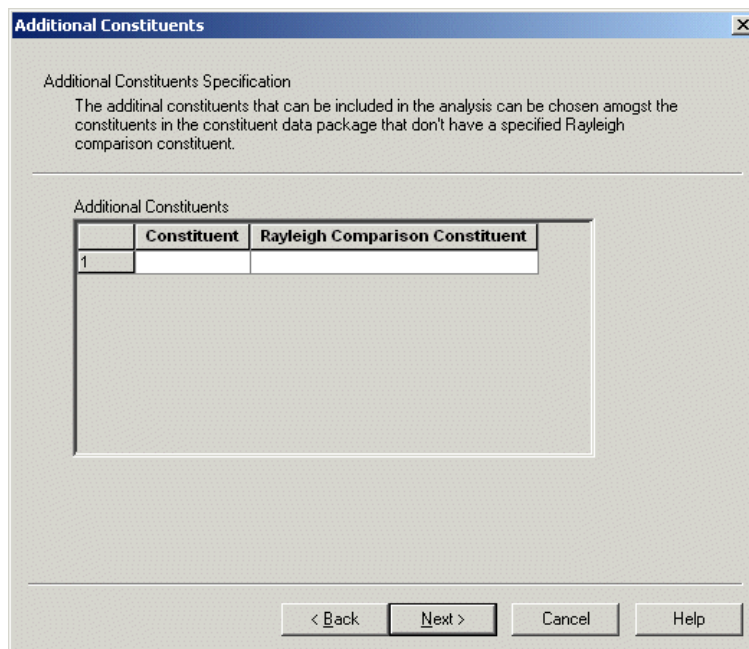 Additional Constituents
Additional Constituents Specification
The additinal constituents that can be included in the analysis can be chosen amogst the
constituents in the constituent data package that don't have a specified Rayleigh
comparison constituent.
Additional Constituents
Constituent Rayleigh Comparison Constituent
1
< Back Next > Cancel Help